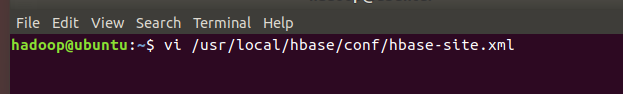 File Edit View Search Terminal Help
hadoop@ubuntu:~$ vi /usr/local/hbase/conf/hbase-site.xml